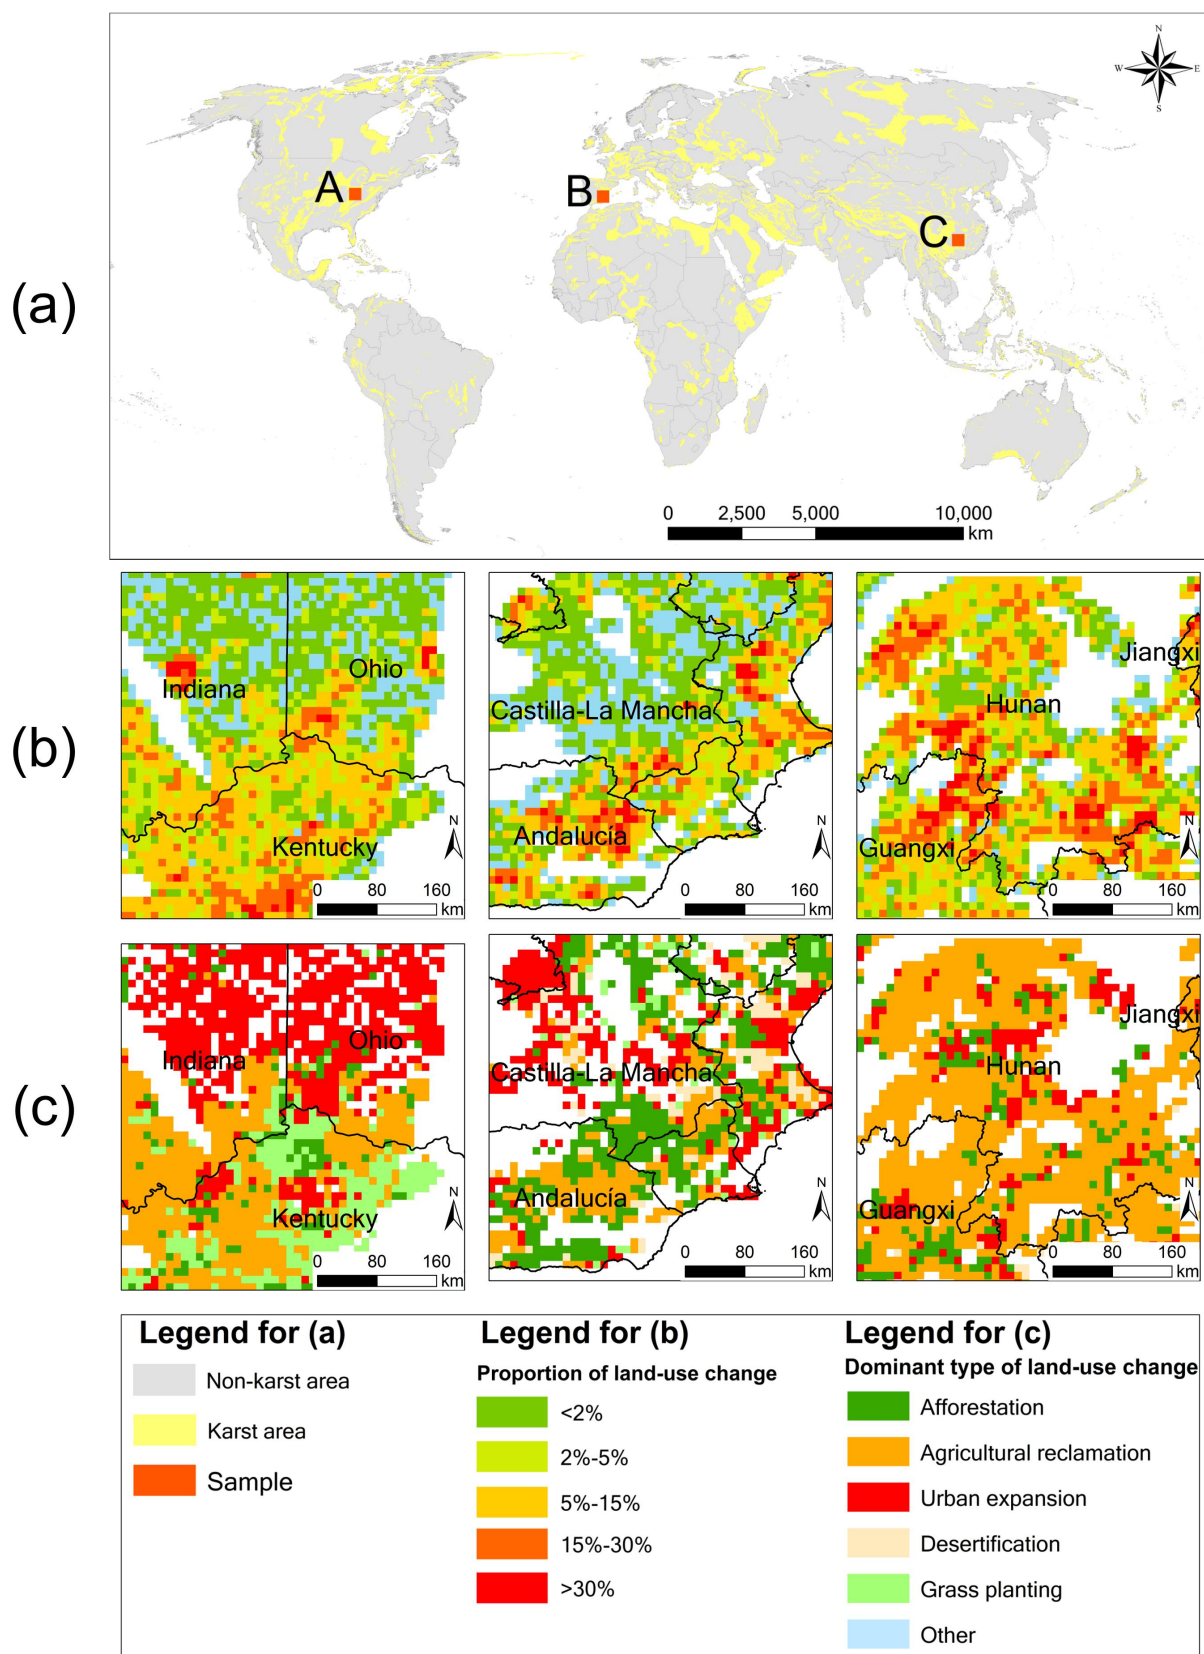 (a)
N
W E
S
A
B
C
0 2,500 5,000 10,000
km
(b)
Indiana
Ohio
Kentucky
N
0 80 160
km
Castilla-La Mancha
Andalucía
N
0 80 160
km
Jiangxi
Hunan
Guangxi
N
0 80 160
km
(c)
Indiana
Ohio
Kentucky
N
0 80 160
km
Castilla-La Mancha
Andalucía
N
0 80 160
km
Jiangxi
Hunan
Guangxi
N
0 80 160
km
Legend for (a)
Non-karst area
Karst area
Sample
Legend for (b)
Proportion of land-use change
<2%
2%-5%
5%-15%
15%-30%
>30%
Legend for (c)
Dominant type of land-use change
Afforestation
Agricultural reclamation
Urban expansion
Desertification
Grass planting
Other